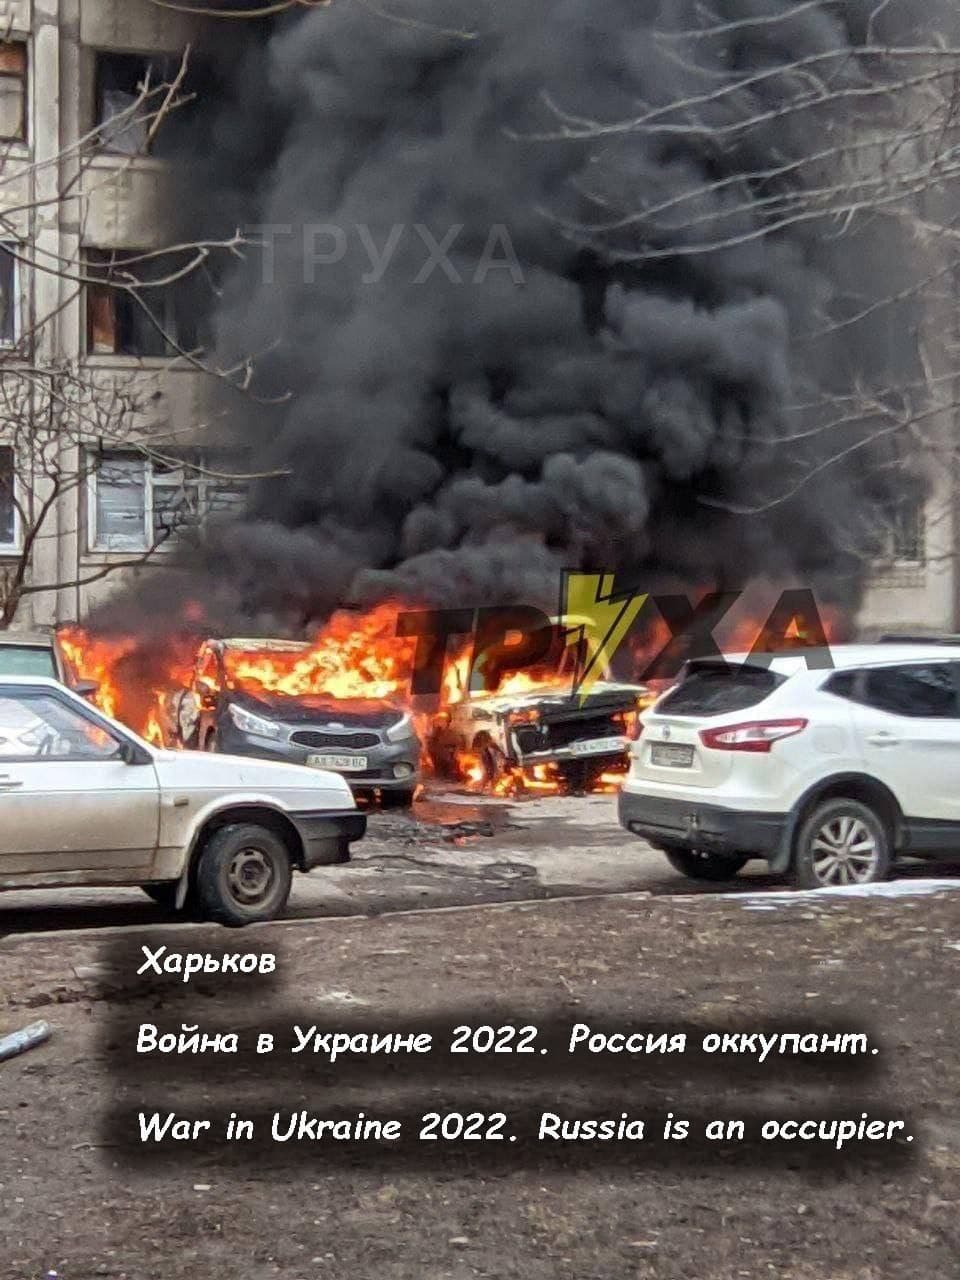 ТРУХА
ТРУХА
Харьков
Война в Украине 2022. Россия оккупант.
War in Ukraine 2022. Russia is an occupier.